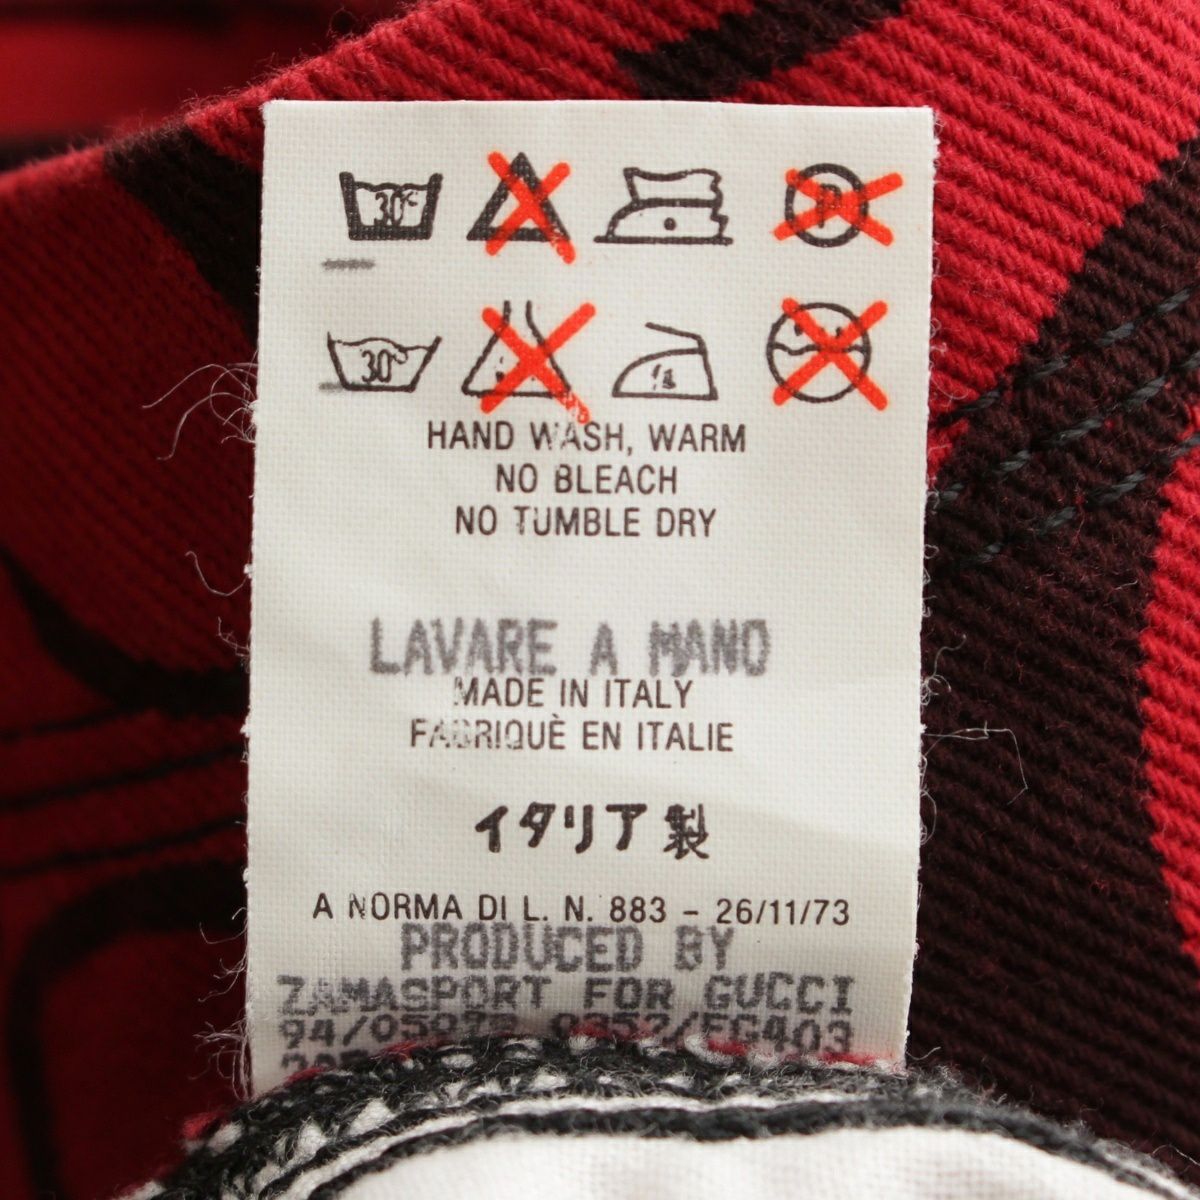 30°C P
30°
HAND WASH, WARM
NO BLEACH
NO TUMBLE DRY
LAVARE A MANO
MADE IN ITALY
FABRIQUÈ EN ITALIE
イタリア製
A NORMA DI L. N. 883 - 26/11/73
PRODUCED BY
ZAMASPORT FOR GUCCI